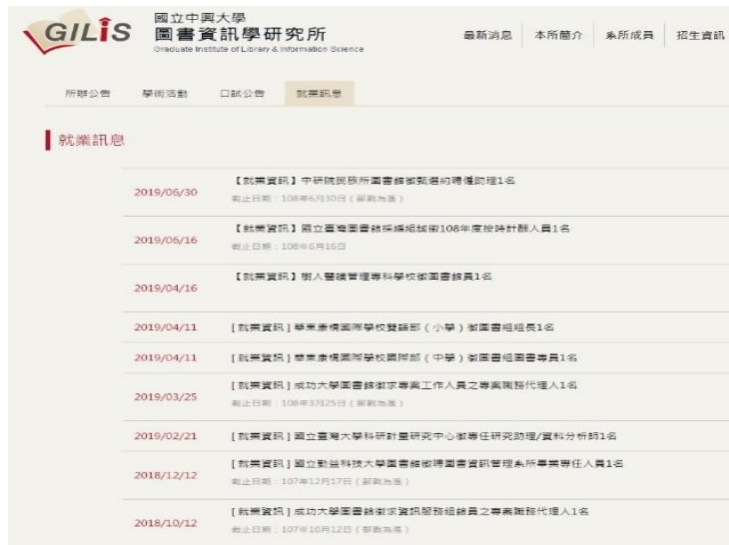 GILiS
國立中興大學
圖書資訊學研究所
Graduate Institute of Library & Information Science
最新消息 本所簡介 系所成員 招生資訊
所辦公告 學術活動 口試公告 就業訊息
就業訊息
【就業資訊】中研院民族所圖書館徵甄選約聘僱助理1名
2019/06/30
截止日期：108年6月30日（郵戳為憑）
【就業資訊】國立臺灣圖書館採編組誠徵108年度按時計酬人員1名
2019/06/16
截止日期：108年6月16日
【就業資訊】樹人醫護管理專科學校徵圖書館員1名
2019/04/16
2019/04/11 [就業資訊] 華東康橋國際學校雙語部（小學）徵圖書組組長1名
2019/04/11 [就業資訊] 華東康橋國際學校國際部（中學）徵圖書組圖書專員1名
[就業資訊] 成功大學圖書館徵求專案工作人員之專案職務代理人1名
2019/03/25
截止日期：108年3月25日（郵戳為憑）
2019/02/21 [就業資訊] 國立臺灣大學科研計量研究中心徵專任研究助理/資料分析師1名
[就業資訊] 國立勤益科技大學圖書館徵聘圖書資訊管理系所畢業專任人員1名
2018/12/12
截止日期：107年12月17日（郵戳為憑）
[就業資訊] 成功大學圖書館徵求資訊服務組組員之專案職務代理人1名
2018/10/12
截止日期：107年10月12日（郵戳為憑）